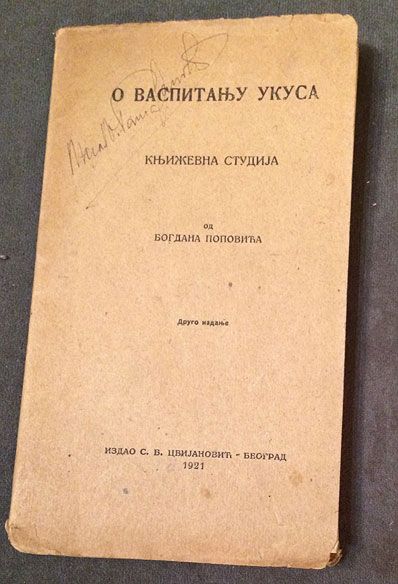 О ВАСПИТАЊУ УКУСА
КЊИЖЕВНА СТУДИЈА
ОД
БОГДАНА ПОПОВИЋА
Друго издање
ИЗДАО С. Б. ЦВИЈАНОВИЋ - БЕОГРАД
1921